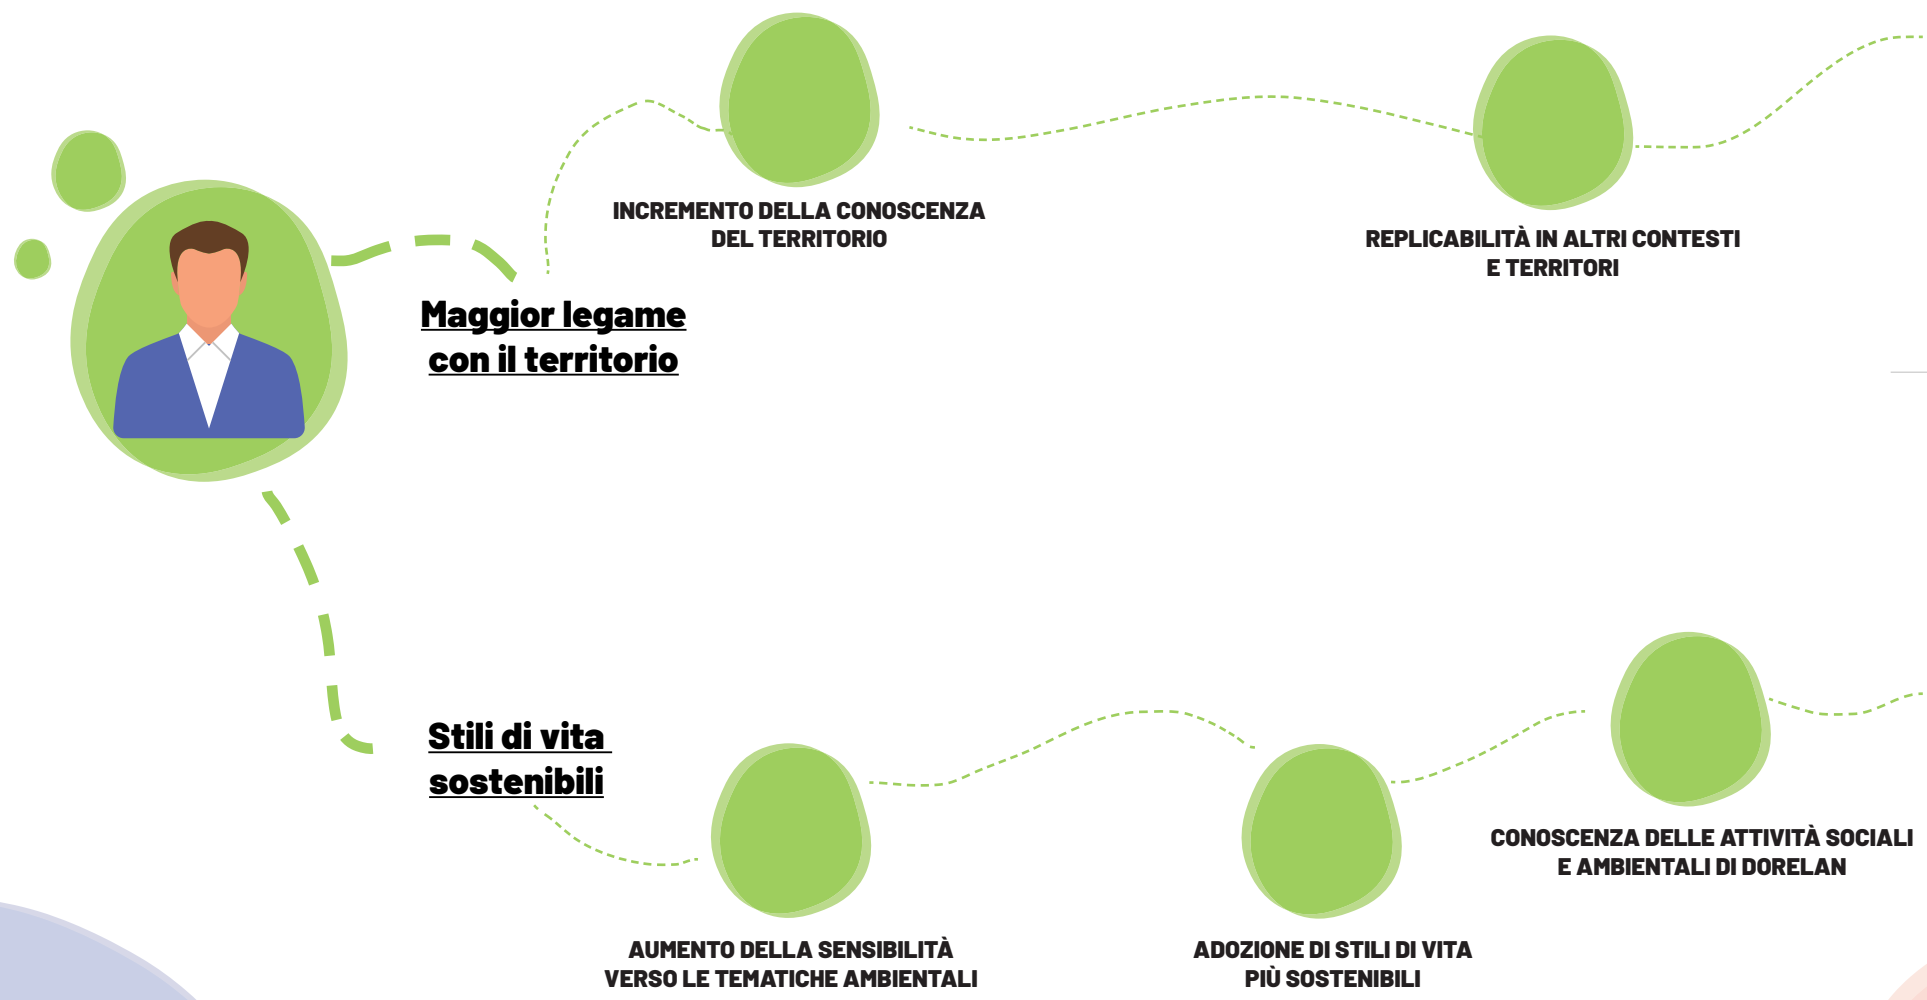 INCREMENTO DELLA CONOSCENZA
DEL TERRITORIO
REPLICABILITÀ IN ALTRI CONTESTI
E TERRITORI
Maggior legame
con il territorio
Stili di vita
sostenibili
CONOSCENZA DELLE ATTIVITÀ SOCIALI
E AMBIENTALI DI DORELAN
AUMENTO DELLA SENSIBILITÀ
VERSO LE TEMATICHE AMBIENTALI
ADOZIONE DI STILI DI VITA
PIÙ SOSTENIBILI